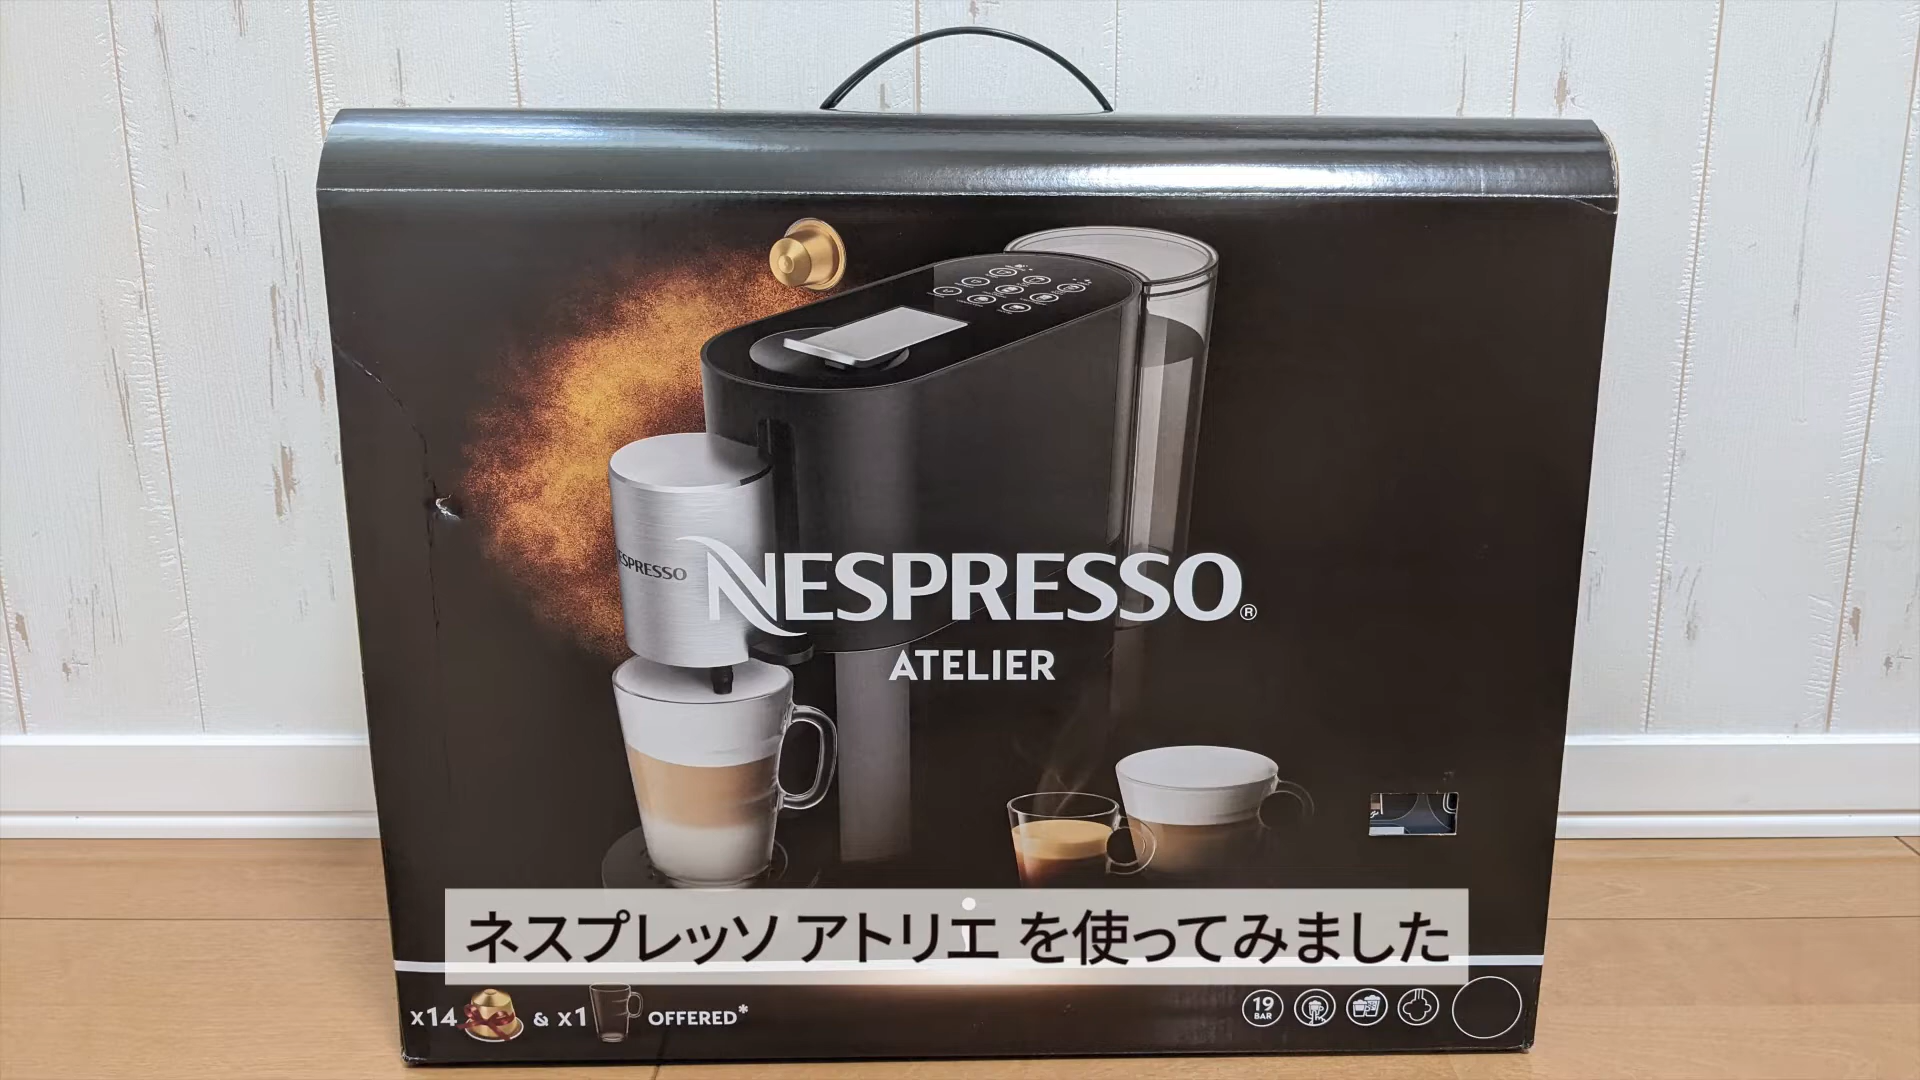 ESPRESSO
NESPRESSO®
ATELIER
ネスプレッソ アトリエ を使ってみました
x14 & x1 OFFERED*
19
BAR